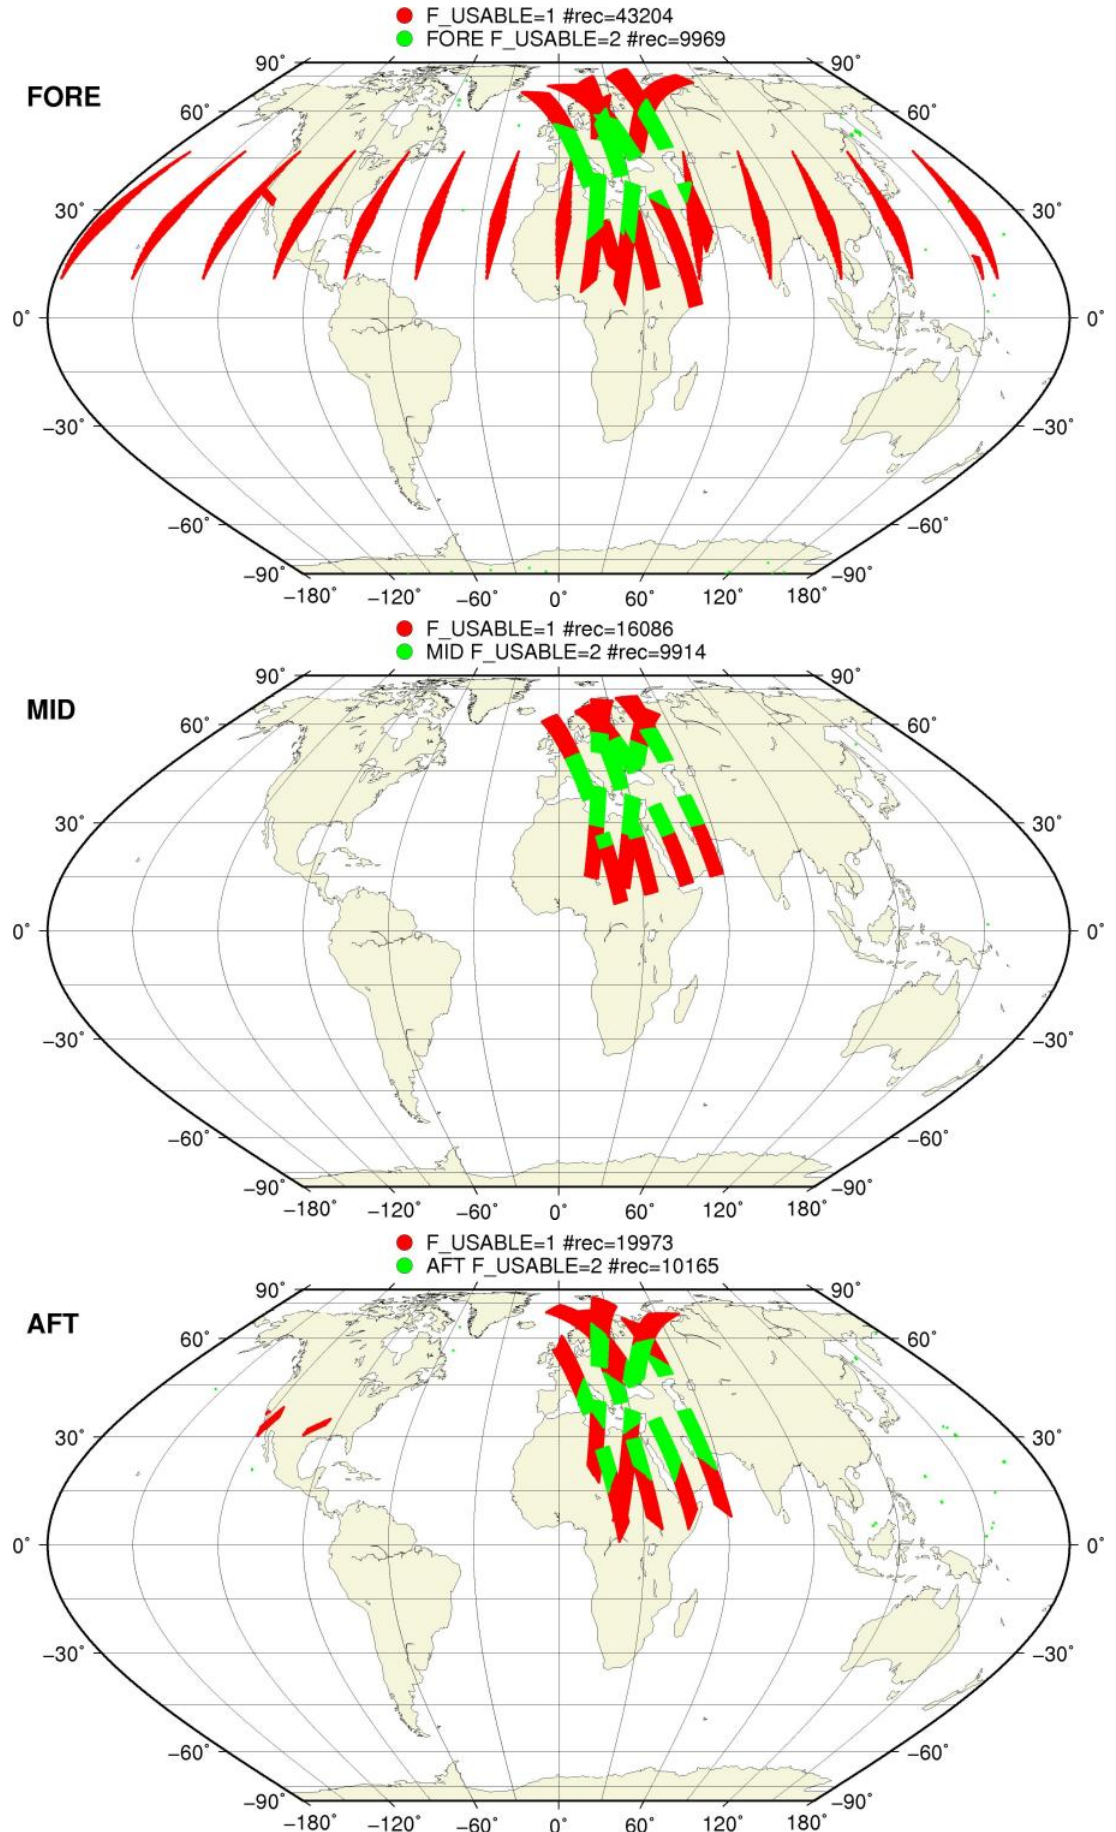 F_USABLE=1 #rec=43204
FORE F_USABLE=2 #rec=9969
FORE
90° 90°
60° 60°
30° 30°
0° 0°
−30° −30°
−60° −60°
−90° −90°
−180° −120° −60° 0° 60° 120° 180°
F_USABLE=1 #rec=16086
MID F_USABLE=2 #rec=9914
MID
90° 90°
60° 60°
30° 30°
0° 0°
−30° −30°
−60° −60°
−90° −90°
−180° −120° −60° 0° 60° 120° 180°
F_USABLE=1 #rec=19973
AFT F_USABLE=2 #rec=10165
AFT
90° 90°
60° 60°
30° 30°
0° 0°
−30° −30°
−60° −60°
−90° −90°
−180° −120° −60° 0° 60° 120° 180°